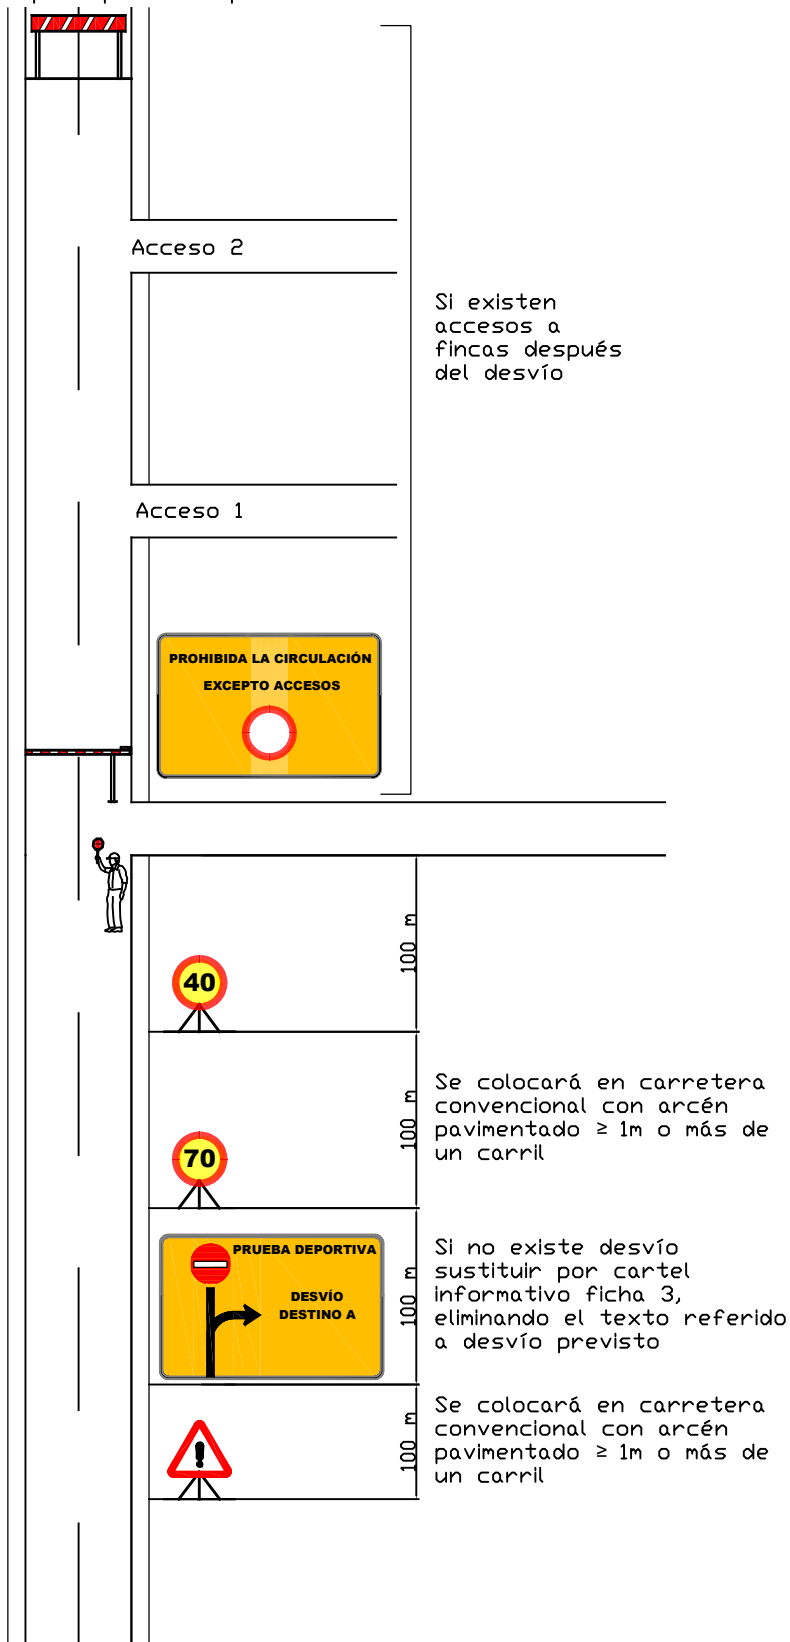 Acceso 2
Si existen
accesos a
fincas después
del desvío
Acceso 1
PROHIBIDA LA CIRCULACIÓN
EXCEPTO ACCESOS
100 m
40
100 m
Se colocará en carretera
convencional con arcén
pavimentado ≥ 1m o más de
un carril
70
PRUEBA DEPORTIVA
DESVÍO
DESTINO A
100 m
Si no existe desvío
sustituir por cartel
informativo ficha 3,
eliminando el texto referido
a desvío previsto
100 m
Se colocará en carretera
convencional con arcén
pavimentado ≥ 1m o más de
un carril